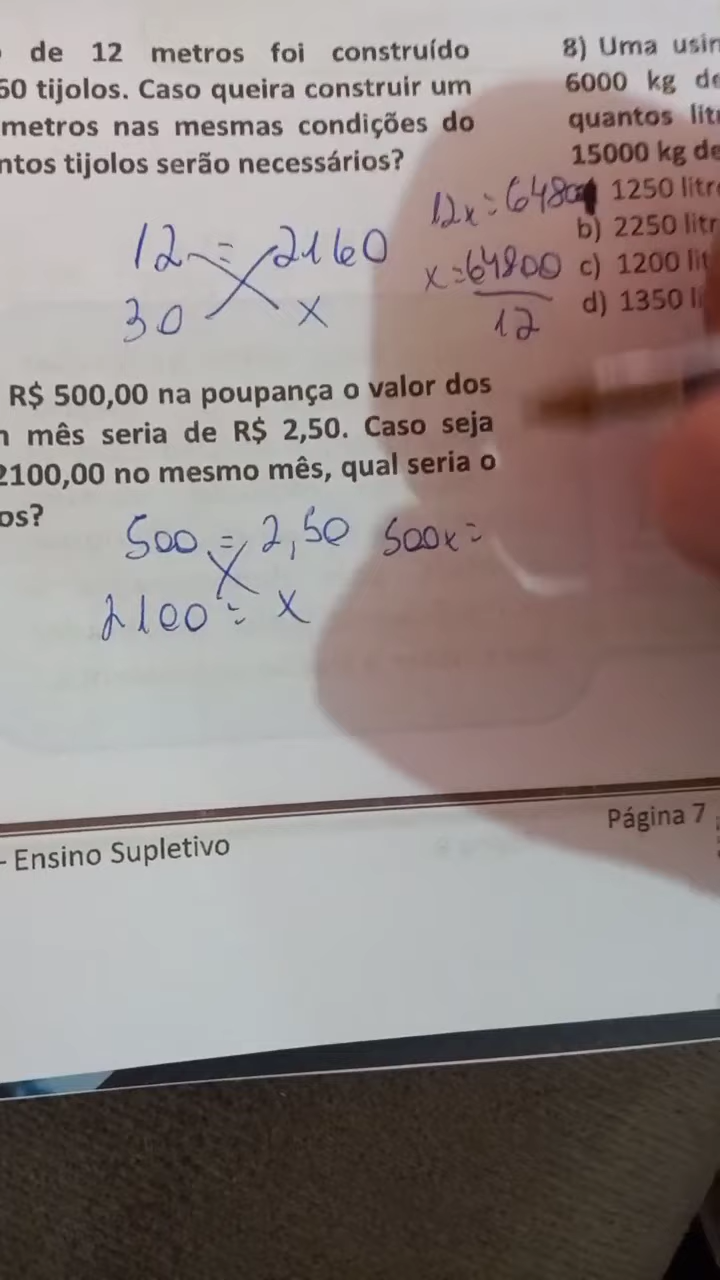 de 12 metros foi construído
60 tijolos. Caso queira construir um
metros nas mesmas condições do
ntos tijolos serão necessários?
12 = 2160
30 x
12x = 64800
x = 64800
12
R$ 500,00 na poupança o valor dos
mês seria de R$ 2,50. Caso seja
2100,00 no mesmo mês, qual seria o
os?
500 = 2,50
2100 = x
500x =
8) Uma usin
6000 kg de
quantos lit
15000 kg de
1250 litr
b) 2250 litr
c) 1200 lit
d) 1350 li
Página 7
- Ensino Supletivo